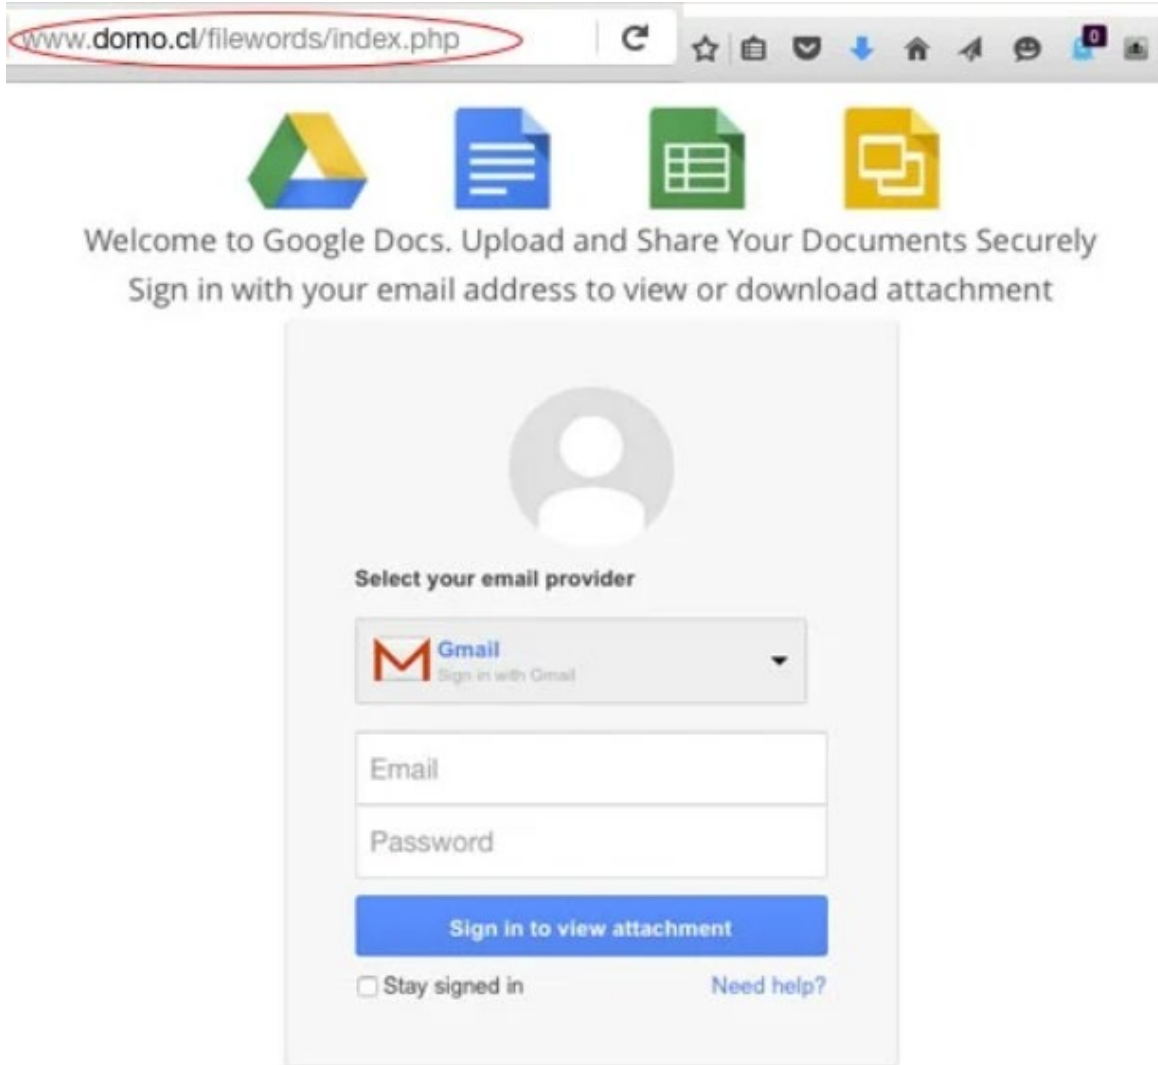 www.domo.cl/filewords/index.php
0
Welcome to Google Docs. Upload and Share Your Documents Securely
Sign in with your email address to view or download attachment
Select your email provider
Gmail
Sign in with Gmail
Email
Password
Sign in to view attachment
Stay signed in Need help?